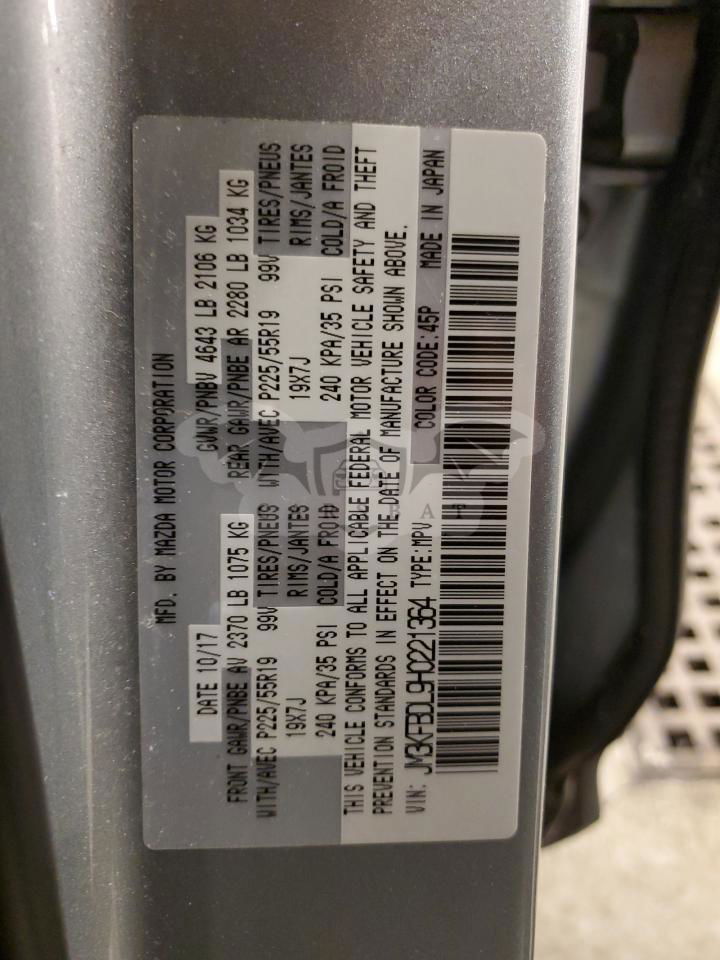 MFD. BY MAZDA MOTOR CORPORATION
DATE 10/17 GVWR/PNBV 4643 LB 2106 KG
FRONT GAWR/PNBE AV 2370 LB 1075 KG REAR GAWR/PNBE AR 2280 LB 1034 KG
WITH/AVEC P225/55R19 99V TIRES/PNEUS WITH/AVEC P225/55R19 99V TIRES/PNEUS
19X7J RIMS/JANTES 19X7J RIMS/JANTES
240 KPA/35 PSI COLD/A FROID 240 KPA/35 PSI COLD/A FROID
THIS VEHICLE CONFORMS TO ALL APPLICABLE FEDERAL MOTOR VEHICLE SAFETY AND THEFT
PREVENTION STANDARDS IN EFFECT ON THE DATE OF MANUFACTURE SHOWN ABOVE.
VIN: JM3KFBDL9H0221364 TYPE:MPV COLOR CODE:45P MADE IN JAPAN